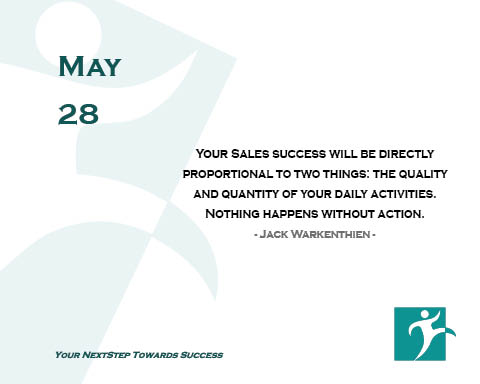 May
28
Your Sales success will be directly
proportional to two things: the quality
and quantity of your daily activities.
Nothing happens without action.
- Jack Warkenthien -
Your NextStep Towards Success